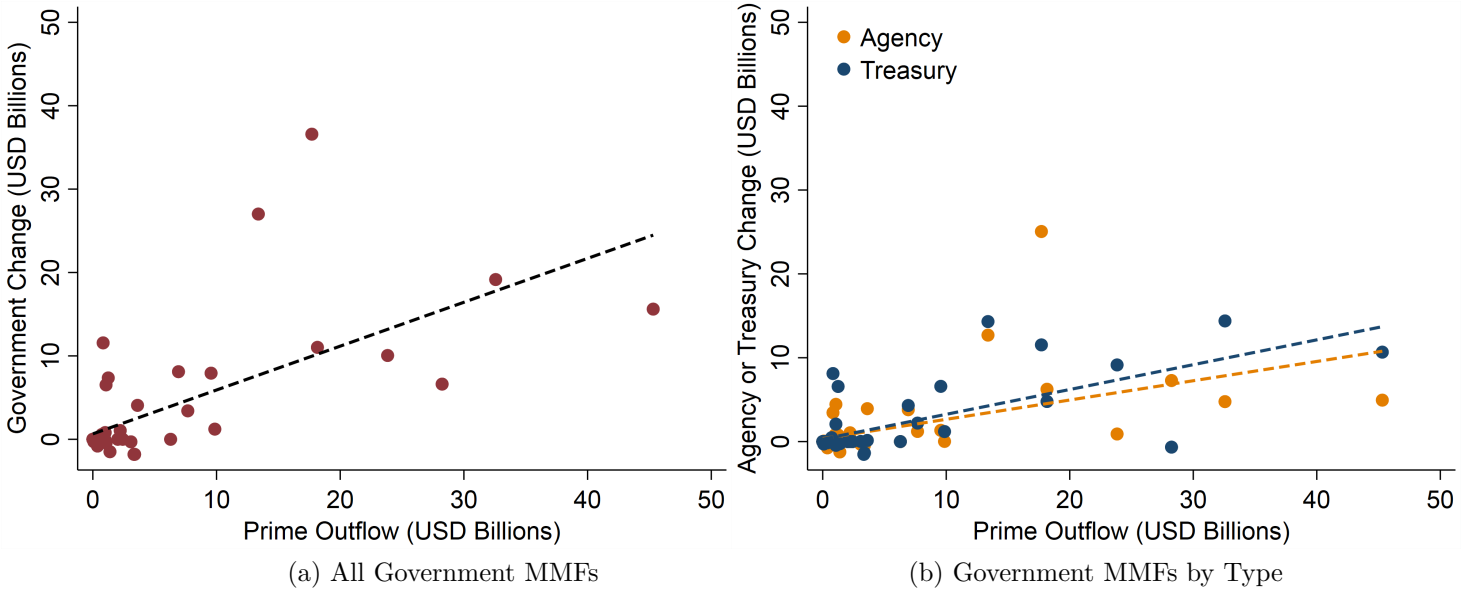 Government Change (USD Billions)
50
40
30
20
10
0
0 10 20 30 40 50
Prime Outflow (USD Billions)
(a) All Government MMFs
Agency or Treasury Change (USD Billions)
50
40
30
20
10
0
Agency
Treasury
0 10 20 30 40 50
Prime Outflow (USD Billions)
(b) Government MMFs by Type